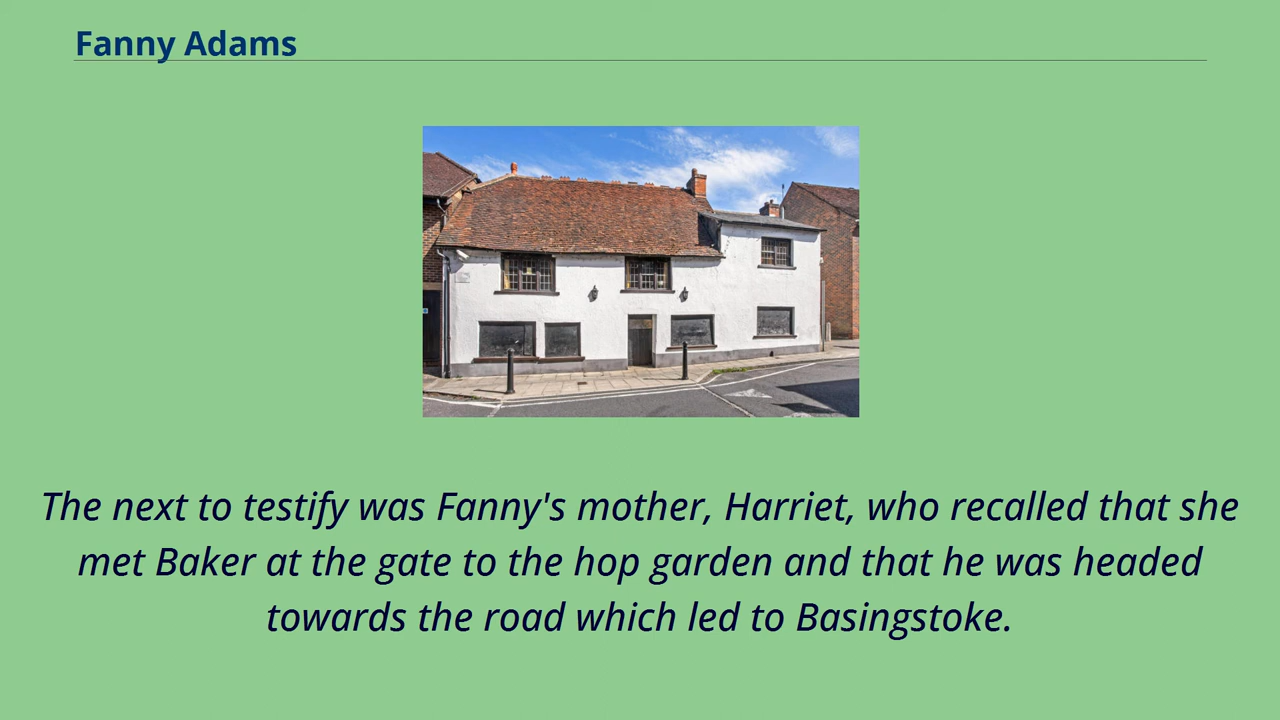 Fanny Adams
The next to testify was Fanny's mother, Harriet, who recalled that she
met Baker at the gate to the hop garden and that he was headed
towards the road which led to Basingstoke.